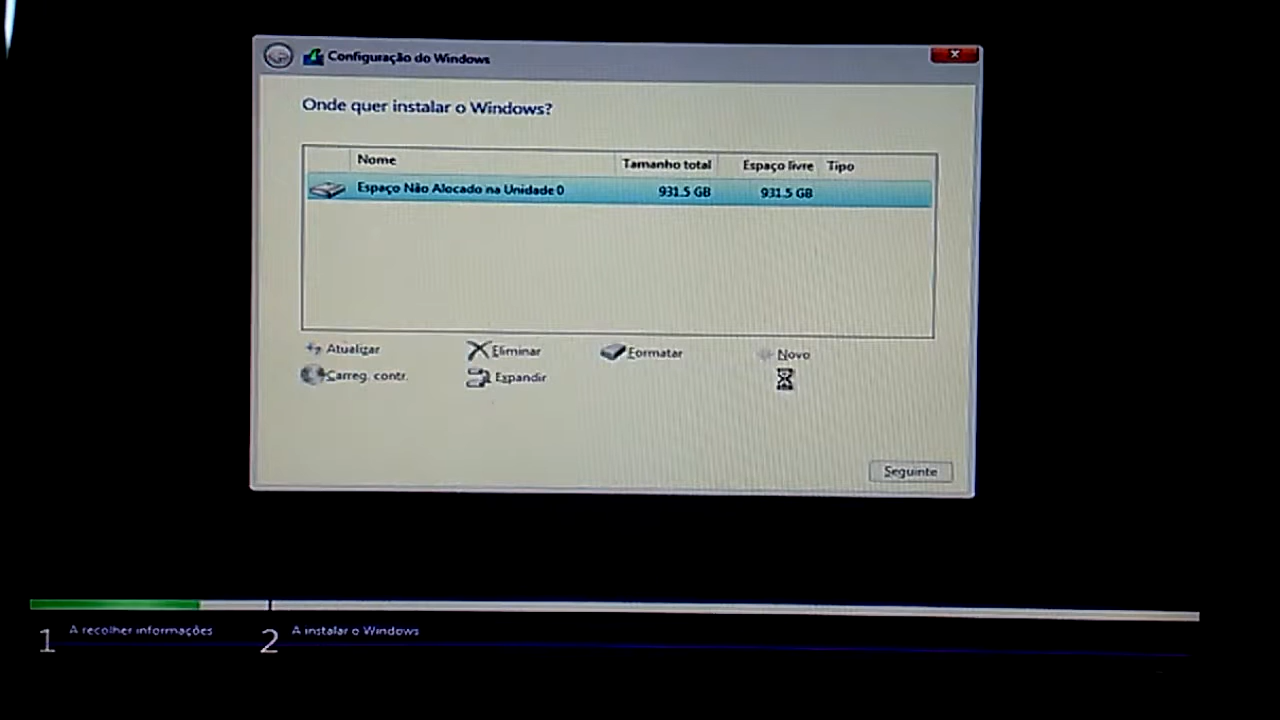 Configuração do Windows
Onde quer instalar o Windows?
Nome Tamanho total Espaço livre Tipo
Espaço Não Alocado na Unidade 0 931.5 GB 931.5 GB
Atualizar Eliminar Formatar Novo
Carreg. contr. Expandir
Seguinte
1 A recolher informações 2 A instalar o Windows